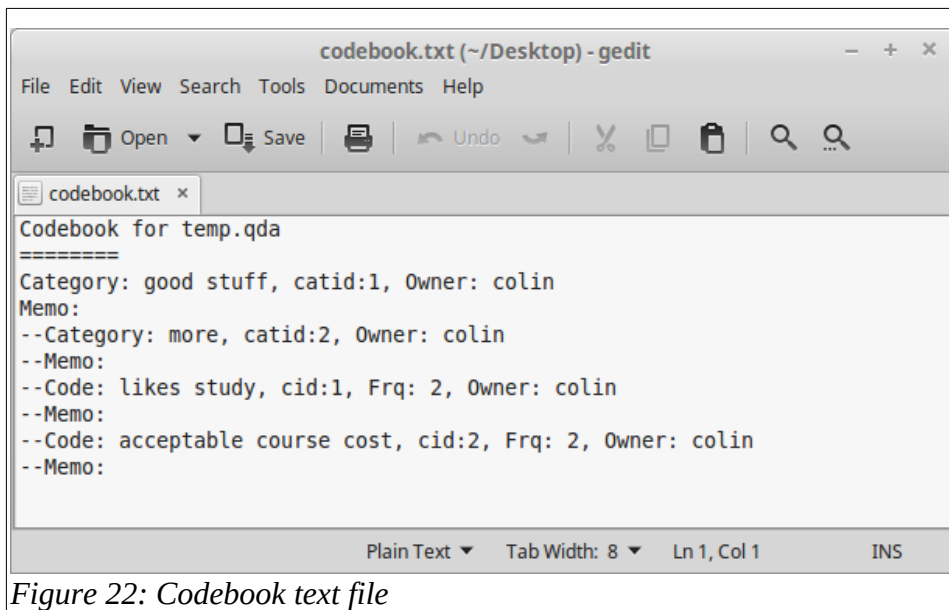 codebook.txt (~/Desktop) - gedit
File Edit View Search Tools Documents Help
Open Save Undo
codebook.txt ×
Codebook for temp.qda
========
Category: good stuff, catid:1, Owner: colin
Memo:
--Category: more, catid:2, Owner: colin
--Memo:
--Code: likes study, cid:1, Frq: 2, Owner: colin
--Memo:
--Code: acceptable course cost, cid:2, Frq: 2, Owner: colin
--Memo:
Plain Text Tab Width: 8 Ln 1, Col 1 INS
Figure 22: Codebook text file